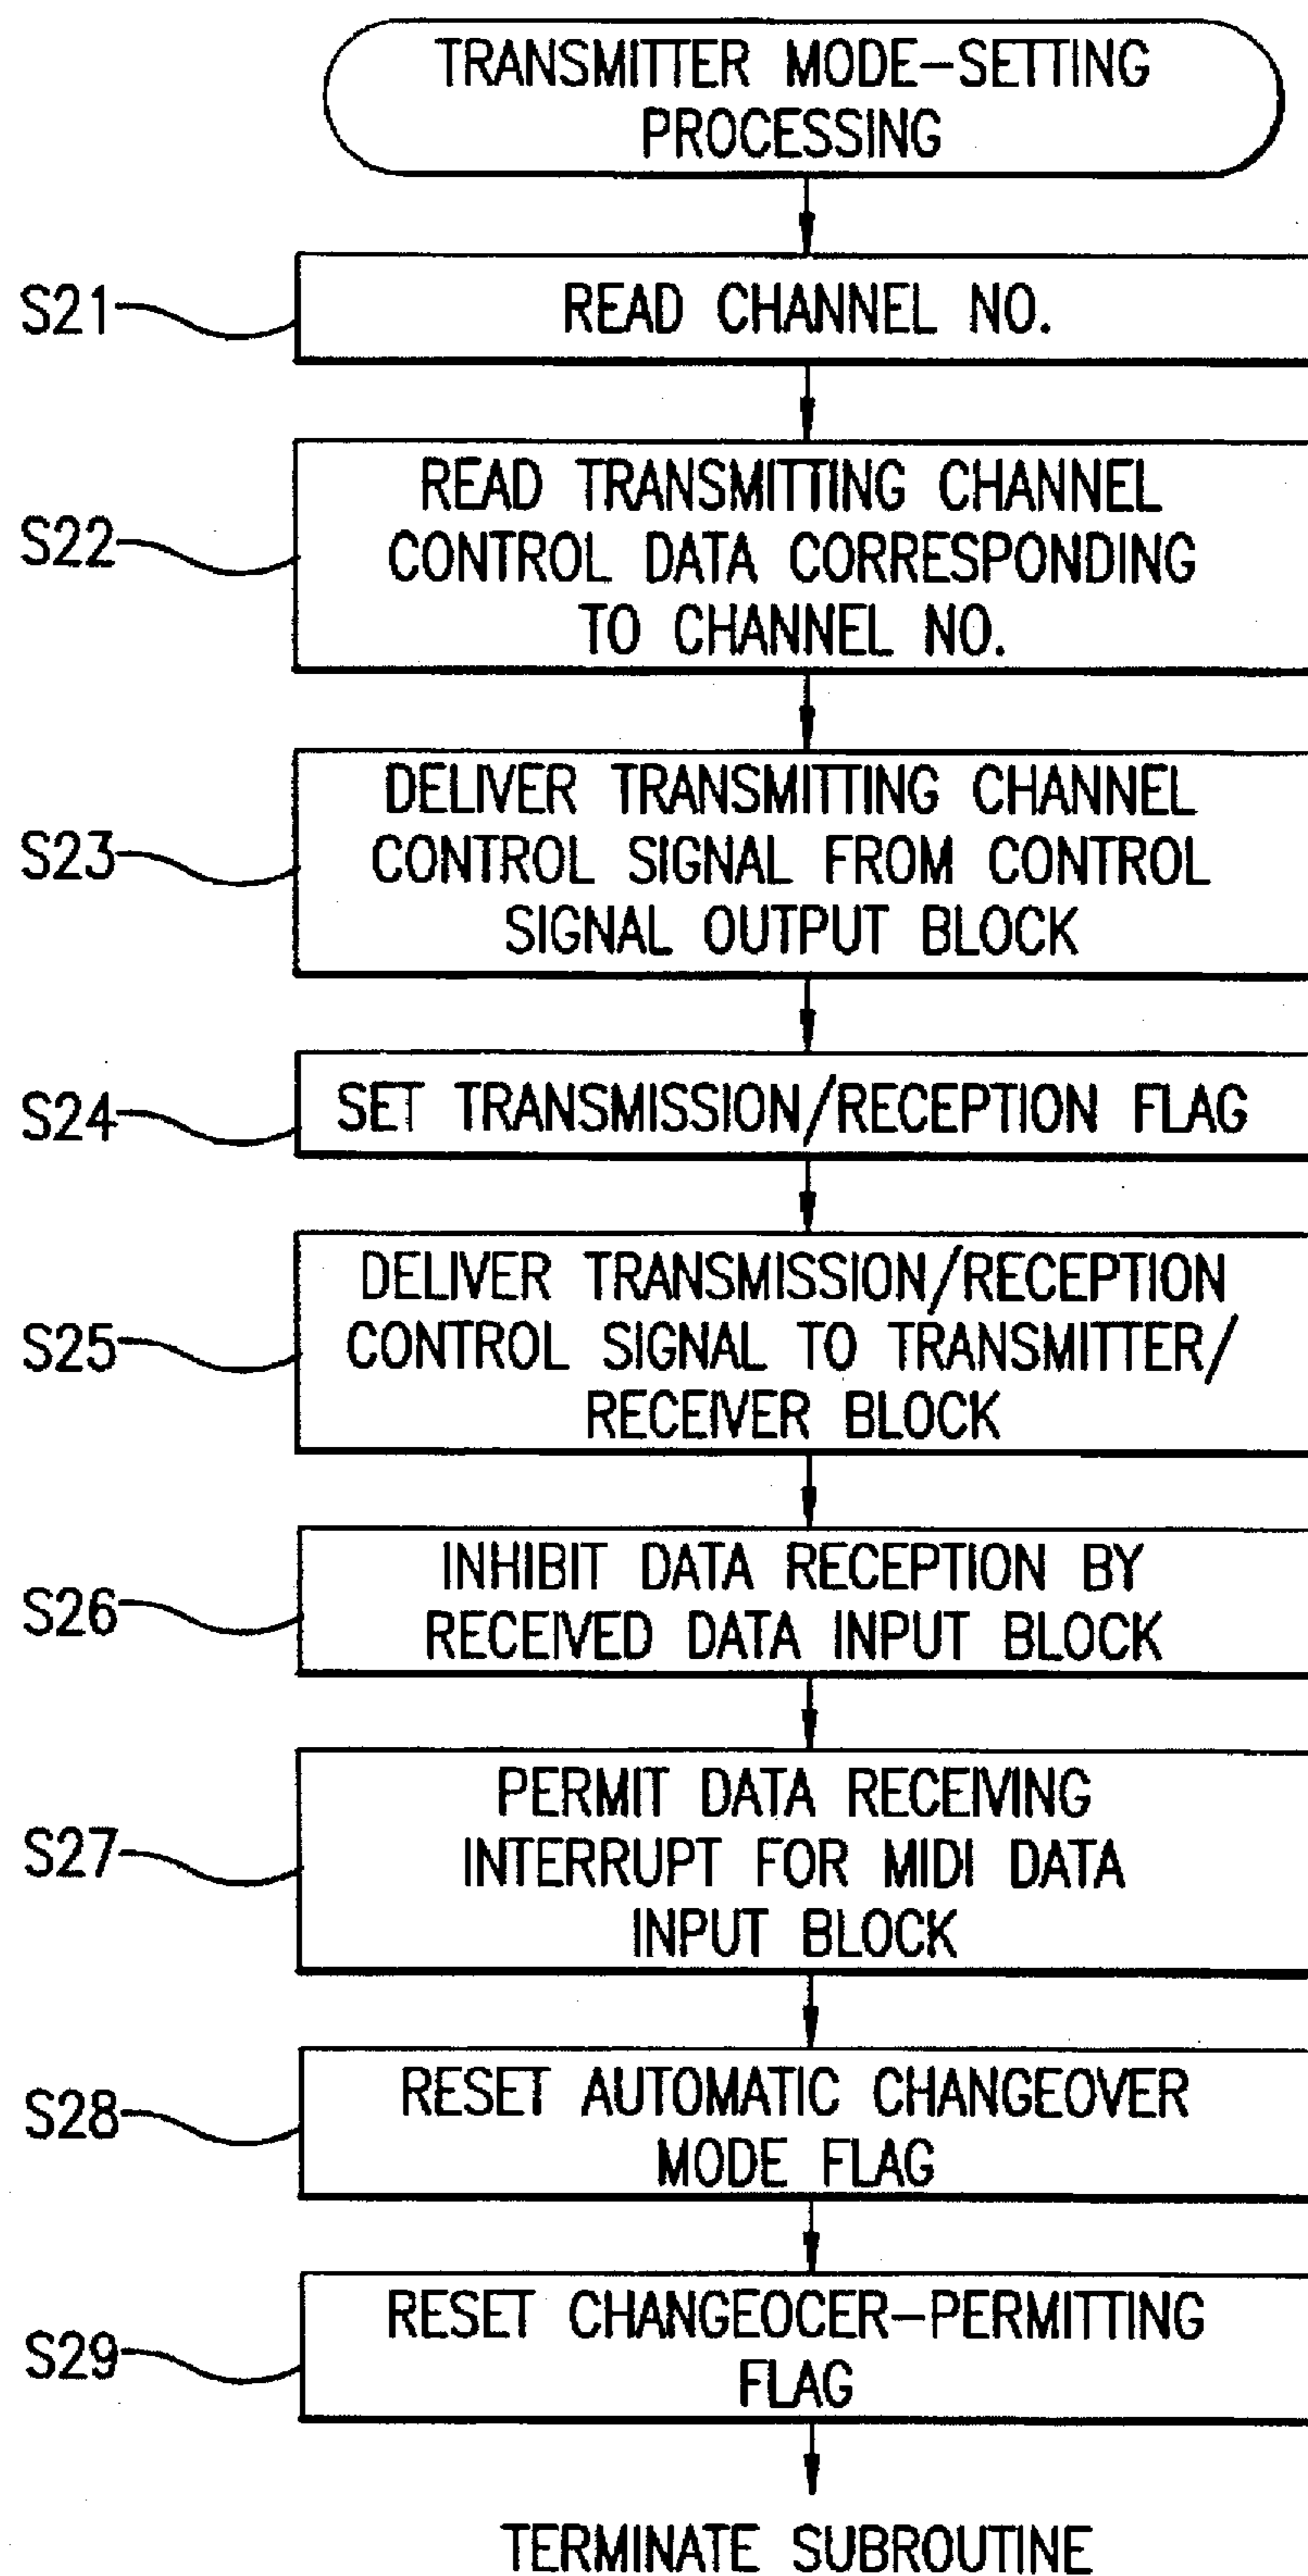 TRANSMITTER MODE-SETTING
PROCESSING
S21
READ CHANNEL NO.
S22
READ TRANSMITTING CHANNEL
CONTROL DATA CORRESPONDING
TO CHANNEL NO.
S23
DELIVER TRANSMITTING CHANNEL
CONTROL SIGNAL FROM CONTROL
SIGNAL OUTPUT BLOCK
S24
SET TRANSMISSION/RECEPTION FLAG
S25
DELIVER TRANSMISSION/RECEPTION
CONTROL SIGNAL TO TRANSMITTER/
RECEIVER BLOCK
S26
INHIBIT DATA RECEPTION BY
RECEIVED DATA INPUT BLOCK
S27
PERMIT DATA RECEIVING
INTERRUPT FOR MIDI DATA
INPUT BLOCK
S28
RESET AUTOMATIC CHANGEOVER
MODE FLAG
S29
RESET CHANGEOCER-PERMITTING
FLAG
TERMINATE SUBROUTINE